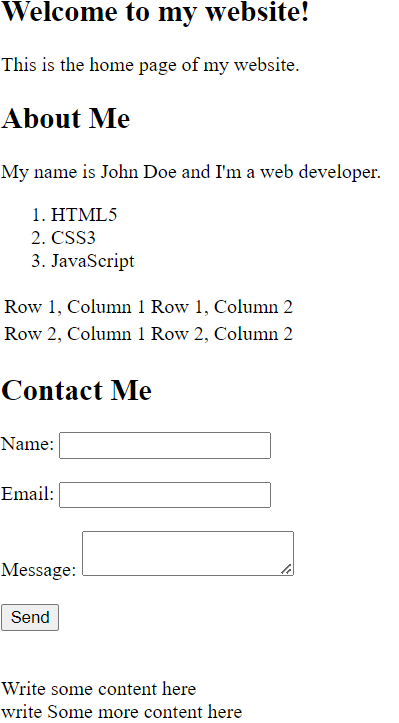 Welcome to my website!
This is the home page of my website.
About Me
My name is John Doe and I'm a web developer.
1. HTML5
2. CSS3
3. JavaScript
Row 1, Column 1 Row 1, Column 2
Row 2, Column 1 Row 2, Column 2
Contact Me
Name:
Email:
Message:
Send
Write some content here
write Some more content here